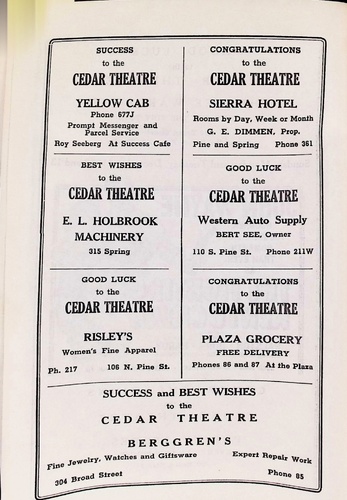 SUCCESS
to the
CEDAR THEATRE
YELLOW CAB
Phone 677J
Prompt Messenger and
Parcel Service
Roy Seeberg At Success Cafe
CONGRATULATIONS
to the
CEDAR THEATRE
SIERRA HOTEL
Rooms by Day, Week or Month
G. E. DIMMEN, Prop.
Pine and Spring Phone 361
BEST WISHES
to the
CEDAR THEATRE
E. L. HOLBROOK
MACHINERY
315 Spring
GOOD LUCK
to the
CEDAR THEATRE
Western Auto Supply
BERT SEE, Owner
110 S. Pine St. Phone 211W
GOOD LUCK
to the
CEDAR THEATRE
RISLEY'S
Women's Fine Apparel
Ph. 217 106 N. Pine St.
CONGRATULATIONS
to the
CEDAR THEATRE
PLAZA GROCERY
FREE DELIVERY
Phones 86 and 87 At the Plaza
SUCCESS and BEST WISHES
to the
CEDAR THEATRE
BERGGREN'S
Fine Jewelry, Watches and Giftsware Expert Repair Work
304 Broad Street Phone 85